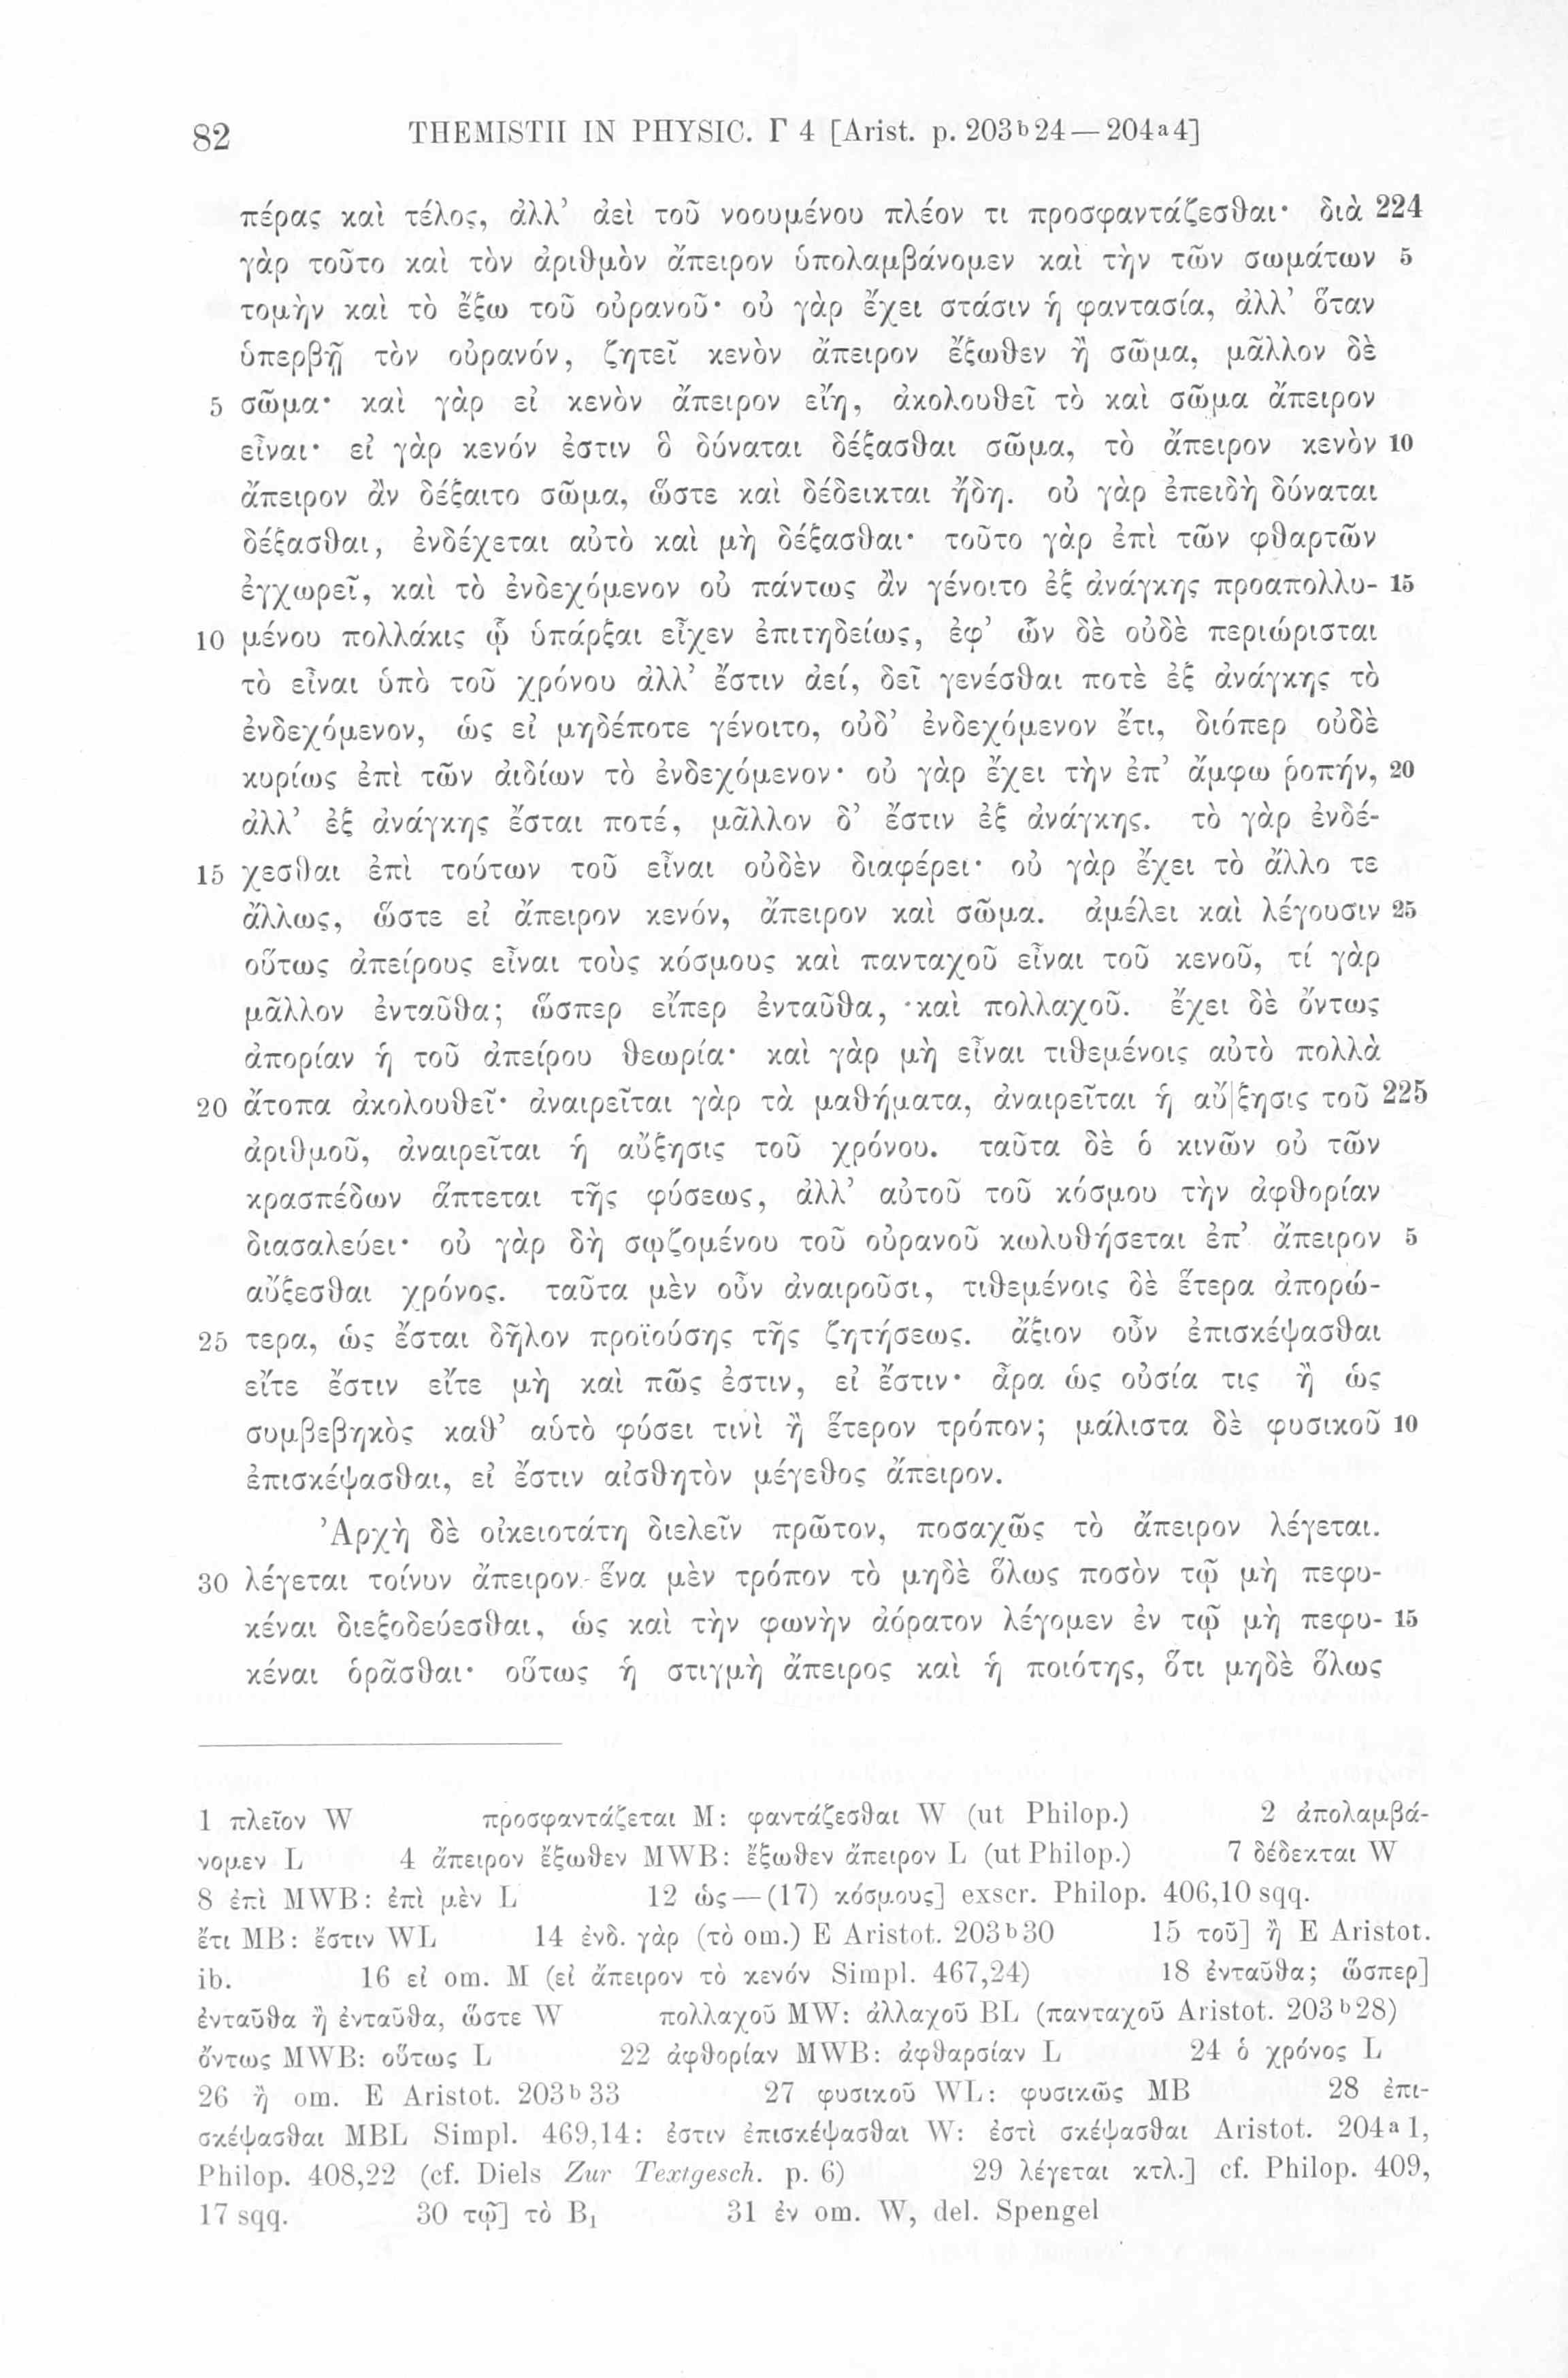 82 THEMISTII IN PHYSIC. Γ 4 [Arist. p. 203ᵇ24 — 204ᵃ4]
πέρας καὶ τέλος, ἀλλ’ ἀεὶ τοῦ νοουμένου πλέον τι προσφαντάζεσθαι· διὰ 224
γὰρ τοῦτο καὶ τὸν ἀριθμὸν ἄπειρον ὑπολαμβάνομεν καὶ τὴν τῶν σωμάτων 5
τομὴν καὶ τὸ ἔξω τοῦ οὐρανοῦ· οὐ γὰρ ἔχει στάσιν ἡ φαντασία, ἀλλ’ ὅταν
ὑπερβῇ τὸν οὐρανόν, ζητεῖ κενὸν ἄπειρον ἔξωθεν ἢ σῶμα, μᾶλλον δὲ
5 σῶμα· καὶ γὰρ εἰ κενὸν ἄπειρον εἴη, ἀκολουθεῖ τὸ καὶ σῶμα ἄπειρον
εἶναι· εἰ γὰρ κενόν ἐστιν ὃ δύναται δέξασθαι σῶμα, τὸ ἄπειρον κενὸν 10
ἄπειρον ἂν δέξαιτο σῶμα, ὥστε καὶ δέδεικται ἤδη. οὐ γὰρ ἐπειδὴ δύναται
δέξασθαι, ἐνδέχεται αὐτὸ καὶ μὴ δέξασθαι· τοῦτο γὰρ ἐπὶ τῶν φθαρτῶν
ἐγχωρεῖ, καὶ τὸ ἐνδεχόμενον οὐ πάντως ἂν γένοιτο ἐξ ἀνάγκης προαπολλυ- 15
10 μένου πολλάκις ᾧ ὑπάρξαι εἶχεν ἐπιτηδείως, ἐφ’ ὧν δὲ οὐδὲ περιώρισται
τὸ εἶναι ὑπὸ τοῦ χρόνου ἀλλ’ ἔστιν ἀεί, δεῖ γενέσθαι ποτὲ ἐξ ἀνάγκης τὸ
ἐνδεχόμενον, ὡς εἰ μηδέποτε γένοιτο, οὐδ’ ἐνδεχόμενον ἔτι, διόπερ οὐδὲ
κυρίως ἐπὶ τῶν ἀιδίων τὸ ἐνδεχόμενον· οὐ γὰρ ἔχει τὴν ἐπ’ ἄμφω ῥοπήν, 20
ἀλλ’ ἐξ ἀνάγκης ἔσται ποτέ, μᾶλλον δ’ ἔστιν ἐξ ἀνάγκης. τὸ γὰρ ἐνδέ-
15 χεσθαι ἐπὶ τούτων τοῦ εἶναι οὐδὲν διαφέρει· οὐ γὰρ ἔχει τὸ ἄλλο τε
ἄλλως, ὥστε εἰ ἄπειρον κενόν, ἄπειρον καὶ σῶμα. ἀμέλει καὶ λέγουσιν 25
οὕτως ἀπείρους εἶναι τοὺς κόσμους καὶ πανταχοῦ εἶναι τοῦ κενοῦ, τί γὰρ
μᾶλλον ἐνταῦθα; ὥσπερ εἴπερ ἐνταῦθα, καὶ πολλαχοῦ. ἔχει δὲ ὄντως
ἀπορίαν ἡ τοῦ ἀπείρου θεωρία· καὶ γὰρ μὴ εἶναι τιθεμένοις αὐτὸ πολλὰ
20 ἄτοπα ἀκολουθεῖ· ἀναιρεῖται γὰρ τὰ μαθήματα, ἀναιρεῖται ἡ αὔ|ξησις τοῦ 225
ἀριθμοῦ, ἀναιρεῖται ἡ αὔξησις τοῦ χρόνου. ταῦτα δὲ ὁ κινῶν οὐ τῶν
κρασπέδων ἅπτεται τῆς φύσεως, ἀλλ’ αὐτοῦ τοῦ κόσμου τὴν ἀφθορίαν
διασαλεύει· οὐ γὰρ δὴ σῳζομένου τοῦ οὐρανοῦ κωλυθήσεται ἐπ’ ἄπειρον 5
αὔξεσθαι χρόνος. ταῦτα μὲν οὖν ἀναιροῦσι, τιθεμένοις δὲ ἕτερα ἀπορώ-
25 τερα, ὡς ἔσται δῆλον προϊούσης τῆς ζητήσεως. ἄξιον οὖν ἐπισκέψασθαι
εἴτε ἔστιν εἴτε μὴ καὶ πῶς ἐστιν, εἰ ἔστιν· ἆρα ὡς οὐσία τις ἢ ὡς
συμβεβηκὸς καθ’ αὑτὸ φύσει τινὶ ἢ ἕτερον τρόπον; μάλιστα δὲ φυσικοῦ 10
ἐπισκέψασθαι, εἰ ἔστιν αἰσθητὸν μέγεθος ἄπειρον.
Ἀρχὴ δὲ οἰκειοτάτη διελεῖν πρῶτον, ποσαχῶς τὸ ἄπειρον λέγεται.
30 λέγεται τοίνυν ἄπειρον ἕνα μὲν τρόπον τὸ μηδὲ ὅλως ποσὸν τῷ μὴ πεφυ-
κέναι διεξοδεύεσθαι, ὡς καὶ τὴν φωνὴν ἀόρατον λέγομεν ἐν τῷ μὴ πεφυ- 15
κέναι ὁρᾶσθαι· οὕτως ἡ στιγμὴ ἄπειρος καὶ ἡ ποιότης, ὅτι μηδὲ ὅλως
1 πλεῖον W προσφαντάζεται M: φαντάζεσθαι W (ut Philop.) 2 ἀπολαμβά-
νομεν L 4 ἄπειρον ἔξωθεν MWB: ἔξωθεν ἄπειρον L (ut Philop.) 7 δέδεκται W
8 ἐπὶ MWB: ἐπὶ μὲν L 12 ὡς — (17) κόσμους] exscr. Philop. 406,10 sqq.
ἔτι MB: ἔστιν WL 14 ἐνδ. γὰρ (τὸ om.) E Aristot. 203ᵇ30 15 τοῦ] ἢ E Aristot.
ib. 16 εἰ om. M (εἰ ἄπειρον τὸ κενόν Simpl. 467,24) 18 ἐνταῦθα; ὥσπερ]
ἐνταῦθα ἢ ἐνταῦθα, ὥστε W πολλαχοῦ MW: ἀλλαχοῦ BL (πανταχοῦ Aristot. 203ᵇ28)
ὄντως MWB: οὕτως L 22 ἀφθορίαν MWB: ἀφθαρσίαν L 24 ὁ χρόνος L
26 ἢ om. E Aristot. 203ᵇ33 27 φυσικοῦ WL: φυσικῶς MB 28 ἐπι-
σκέψασθαι MBL Simpl. 469,14: ἐστιν ἐπισκέψασθαι W: ἐστὶ σκέψασθαι Aristot. 204ᵃ1,
Philop. 408,22 (cf. Diels Zur Textgesch. p. 6) 29 λέγεται κτλ.] cf. Philop. 409,
17 sqq. 30 τῷ] τὸ B₁ 31 ἐν om. W, del. Spengel